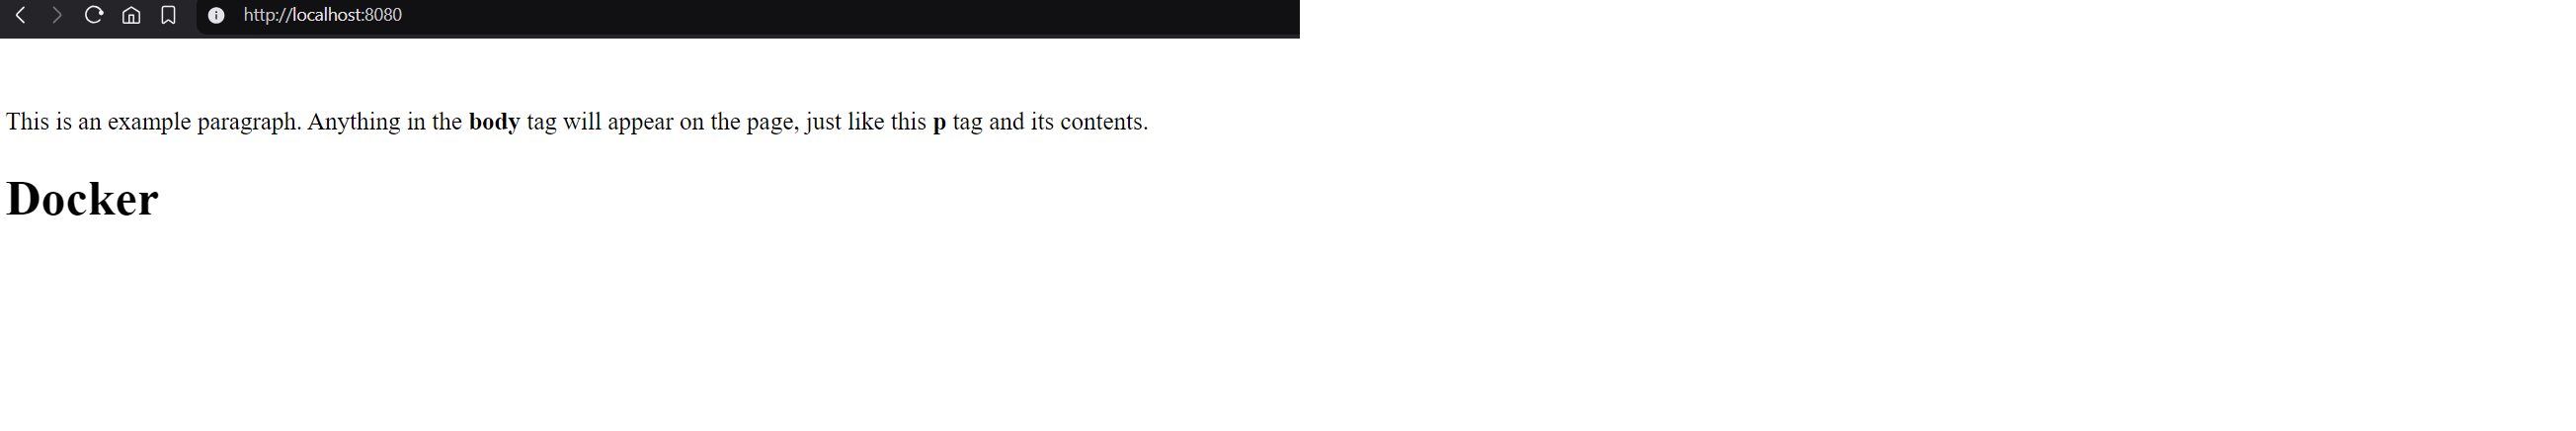 http://localhost:8080
This is an example paragraph. Anything in the body tag will appear on the page, just like this p tag and its contents.
Docker